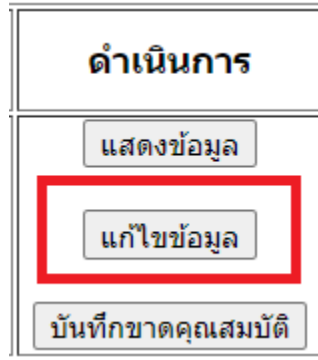 ดำเนินการ
แสดงข้อมูล
แก้ไขข้อมูล
บันทึกขาดคุณสมบัติ